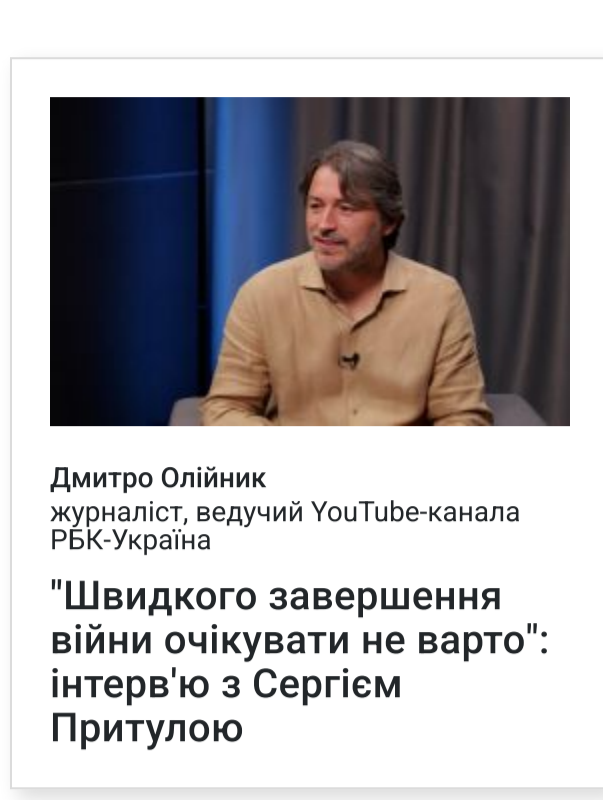 Дмитро Олійник
журналіст, ведучий YouTube-канала
РБК-Україна
"Швидкого завершення
війни очікувати не варто":
інтерв'ю з Сергієм
Притулою